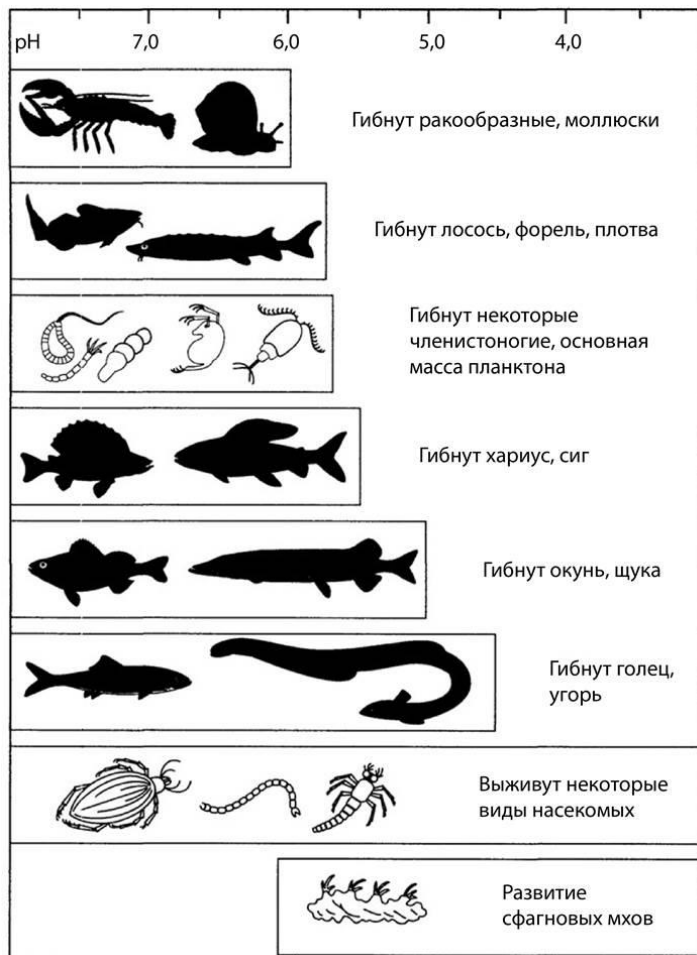 pH 7,0 6,0 5,0 4,0
Гибнут ракообразные, моллюски
Гибнут лосось, форель, плотва
Гибнут некоторые
членистоногие, основная
масса планктона
Гибнут хариус, сиг
Гибнут окунь, щука
Гибнут голец,
угорь
Выживут некоторые
виды насекомых
Развитие
сфагновых мхов